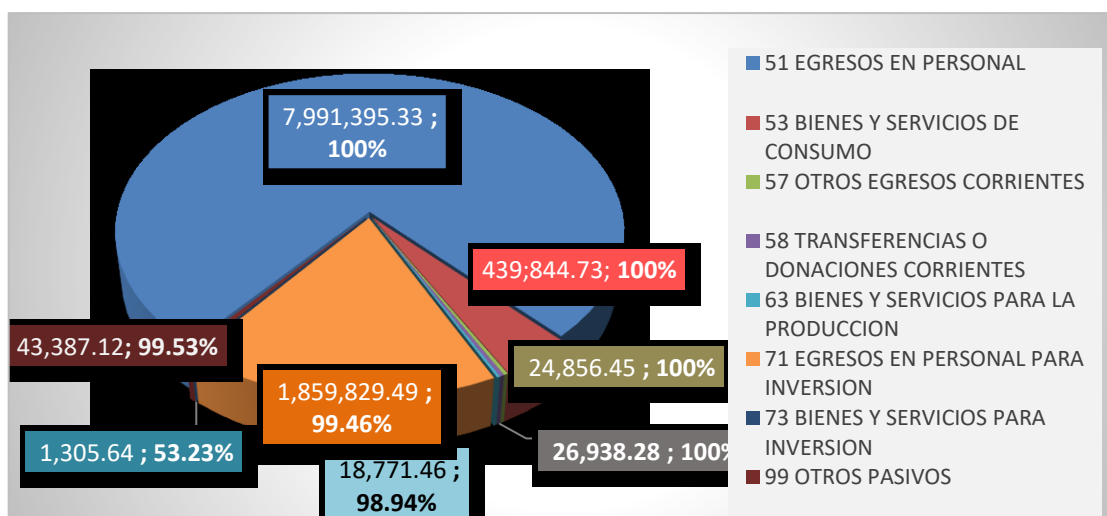 7,991,395.33 ;
100%
439;844.73; 100%
43,387.12; 99.53%
24,856.45 ; 100%
1,859,829.49 ;
99.46%
1,305.64 ; 53.23%
26,938.28 ; 100%
18,771.46 ;
98.94%
51 EGRESOS EN PERSONAL
53 BIENES Y SERVICIOS DE
CONSUMO
57 OTROS EGRESOS CORRIENTES
58 TRANSFERENCIAS O
DONACIONES CORRIENTES
63 BIENES Y SERVICIOS PARA LA
PRODUCCION
71 EGRESOS EN PERSONAL PARA
INVERSION
73 BIENES Y SERVICIOS PARA
INVERSION
99 OTROS PASIVOS